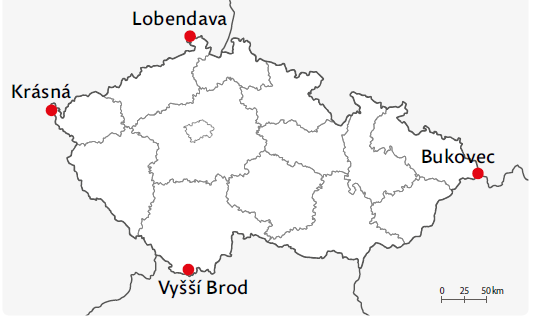 Lobendava
Krásná
Bukovec
Vyšší Brod
0 25 50 km